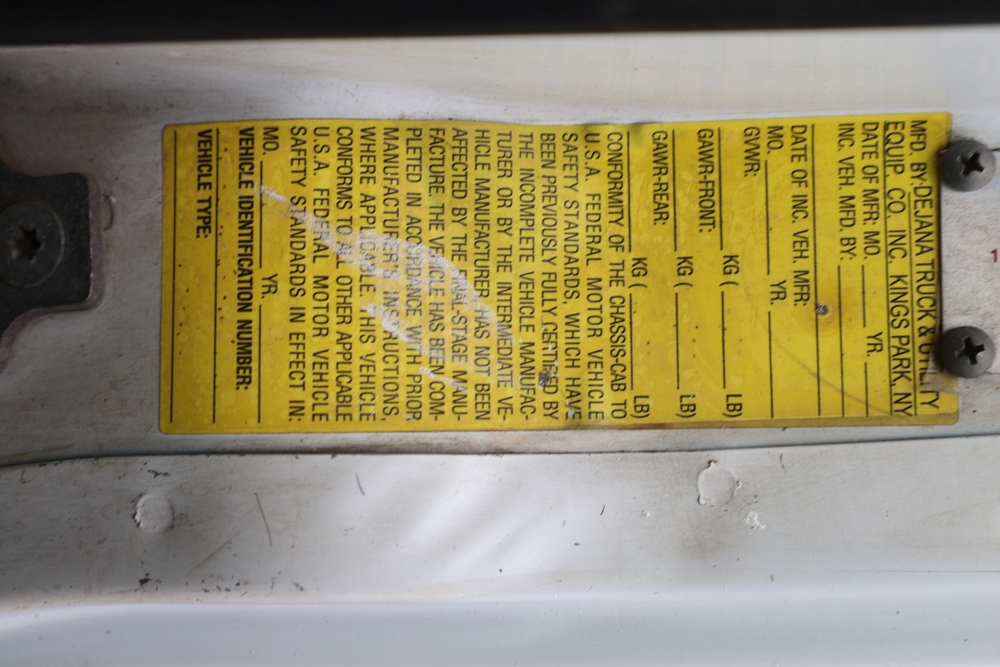 MFD. BY: DEJANA TRUCK & UTILITY
EQUIP. CO. INC. KINGS PARK, NY
DATE OF MFR: MO. YR.
INC. VEH. MFD. BY:
DATE OF INC. VEH. MFR:
MO. YR.
GVWR:
GAWR-FRONT: KG ( LB)
GAWR-REAR: KG ( LB)
KG ( LB)
CONFORMITY OF THE CHASSIS-CAB TO
U.S.A. FEDERAL MOTOR VEHICLE
SAFETY STANDARDS, WHICH HAVE
BEEN PREVIOUSLY FULLY CERTIFIED BY
THE INCOMPLETE VEHICLE MANUFAC-
TURER OR BY THE INTERMEDIATE VE-
HICLE MANUFACTURER HAS NOT BEEN
AFFECTED BY THE FINAL-STAGE MANU-
FACTURE. THE VEHICLE HAS BEEN COM-
PLETED IN ACCORDANCE WITH PRIOR
MANUFACTURER'S INSTRUCTIONS,
WHERE APPLICABLE. THIS VEHICLE
CONFORMS TO ALL OTHER APPLICABLE
U.S.A. FEDERAL MOTOR VEHICLE
SAFETY STANDARDS IN EFFECT IN:
MO. YR.
VEHICLE IDENTIFICATION NUMBER:
VEHICLE TYPE:
1